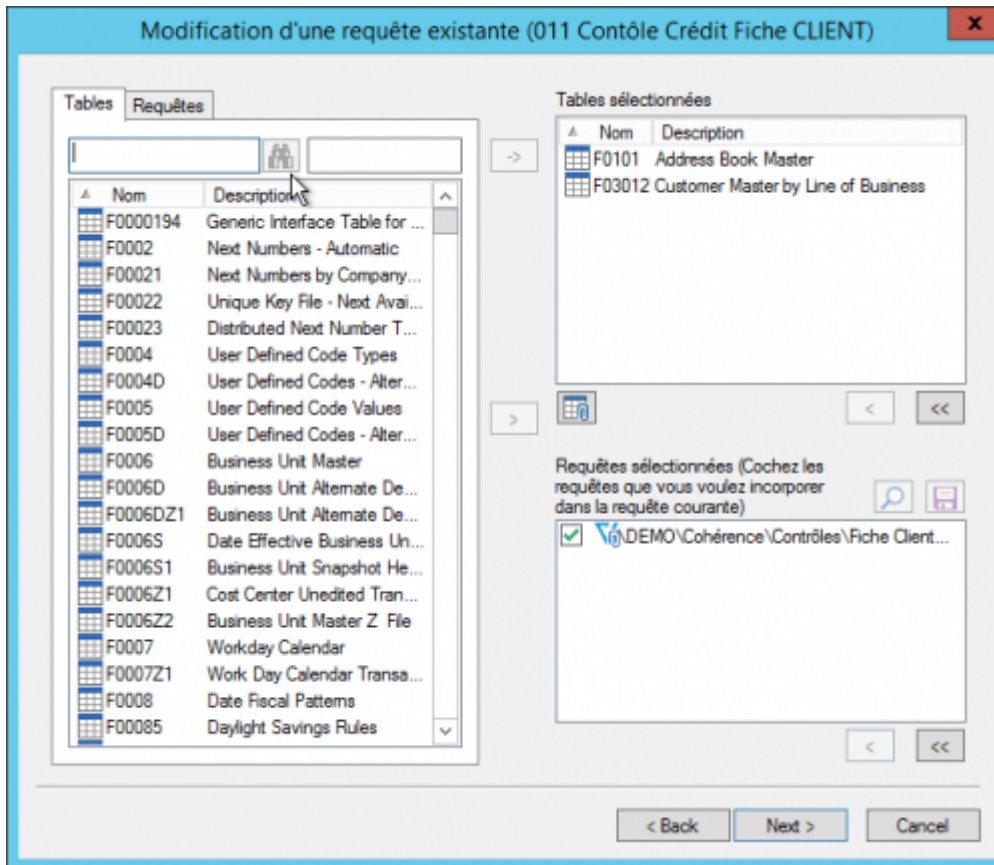 Modification d'une requête existante (011 Contôle Crédit Fiche CLIENT)
x
Tables Requêtes
Nom Description
F0000194 Generic Interface Table for ...
F0002 Next Numbers - Automatic
F00021 Next Numbers by Company...
F00022 Unique Key File - Next Avai...
F00023 Distributed Next Number T...
F0004 User Defined Code Types
F0004D User Defined Codes - Alter...
F0005 User Defined Code Values
F0005D User Defined Codes - Alter...
F0006 Business Unit Master
F0006D Business Unit Alternate De...
F0006DZ1 Business Unit Alternate De...
F0006S Date Effective Business Un...
F0006S1 Business Unit Snapshot He...
F0006Z1 Cost Center Unedited Tran...
F0006Z2 Business Unit Master Z File
F0007 Workday Calendar
F0007Z1 Work Day Calendar Transa...
F0008 Date Fiscal Patterns
F00085 Daylight Savings Rules
->
>
Tables sélectionnées
Nom Description
F0101 Address Book Master
F03012 Customer Master by Line of Business
< <<
Requêtes sélectionnées (Cochez les
requêtes que vous voulez incorporer
dans la requête courante)
\DEMO\Cohérence\Contrôles\Fiche Client...
< <<
< Back Next > Cancel